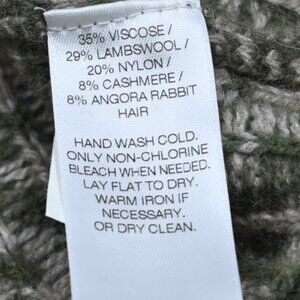 35% VISCOSE /
29% LAMBSWOOL /
20% NYLON /
8% CASHMERE /
8% ANGORA RABBIT
HAIR
HAND WASH COLD.
ONLY NON-CHLORINE
BLEACH WHEN NEEDED.
LAY FLAT TO DRY.
WARM IRON IF
NECESSARY.
OR DRY CLEAN.